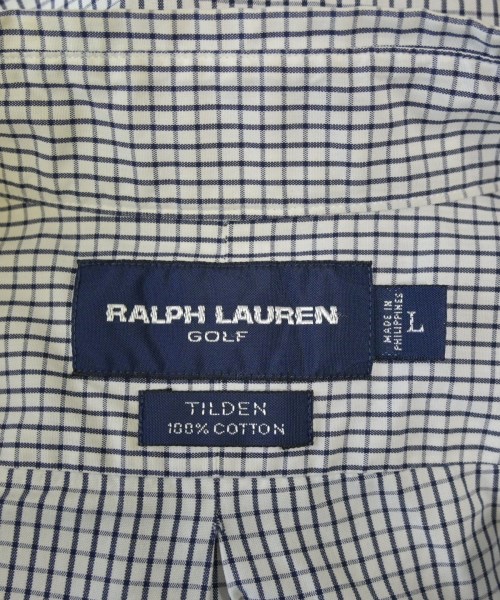 RALPH LAUREN
GOLF
MADE IN
PHILIPPINES
L
TILDEN
100% COTTON